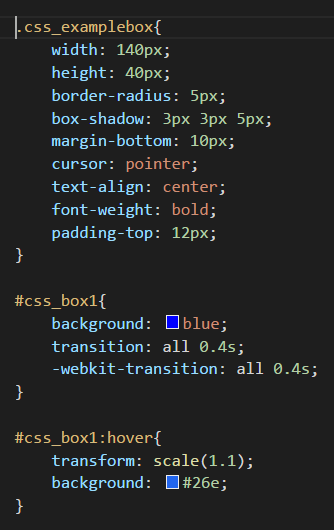 .css_examplebox{
    width: 140px;
    height: 40px;
    border-radius: 5px;
    box-shadow: 3px 3px 5px;
    margin-bottom: 10px;
    cursor: pointer;
    text-align: center;
    font-weight: bold;
    padding-top: 12px;
}

#css_box1{
    background: blue;
    transition: all 0.4s;
    -webkit-transition: all 0.4s;
}

#css_box1:hover{
    transform: scale(1.1);
    background: #26e;
}